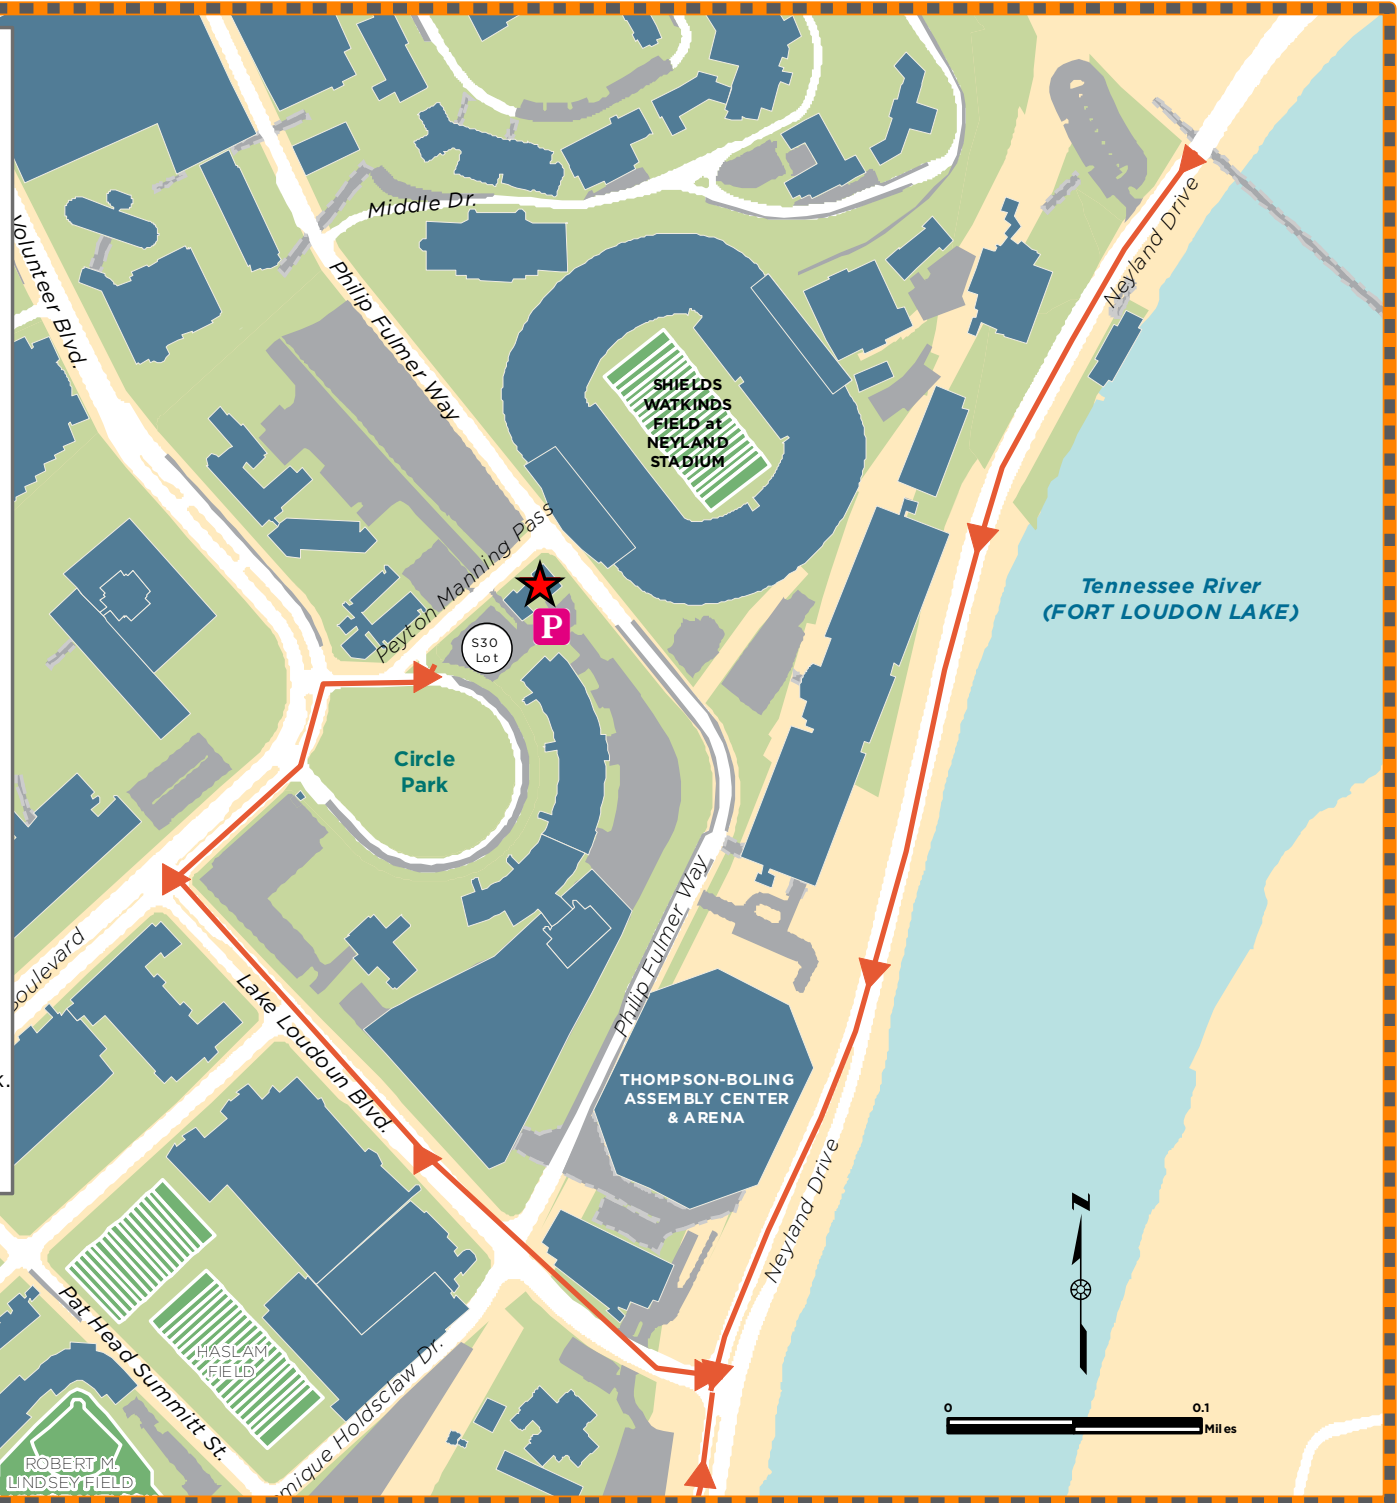 Middle Dr.
Volunteer Blvd.
Philip Fulmer Way
Neyland Drive
SHIELDS
WATKINDS
FIELD at
NEYLAND
STADIUM
Peyton Manning Pass
P
S30
Lot
Tennessee River
(FORT LOUDON LAKE)
Circle
Park
Philip Fulmer Way
Boulevard
Lake Loudoun Blvd.
THOMPSON-BOLING
ASSEMBLY CENTER
& ARENA
Neyland Drive
N
Pat Head Summitt St.
HASLAM
FIELD
mique Holdsclaw Dr.
ROBERT M.
LINDSEY FIELD
0 0.1
Miles